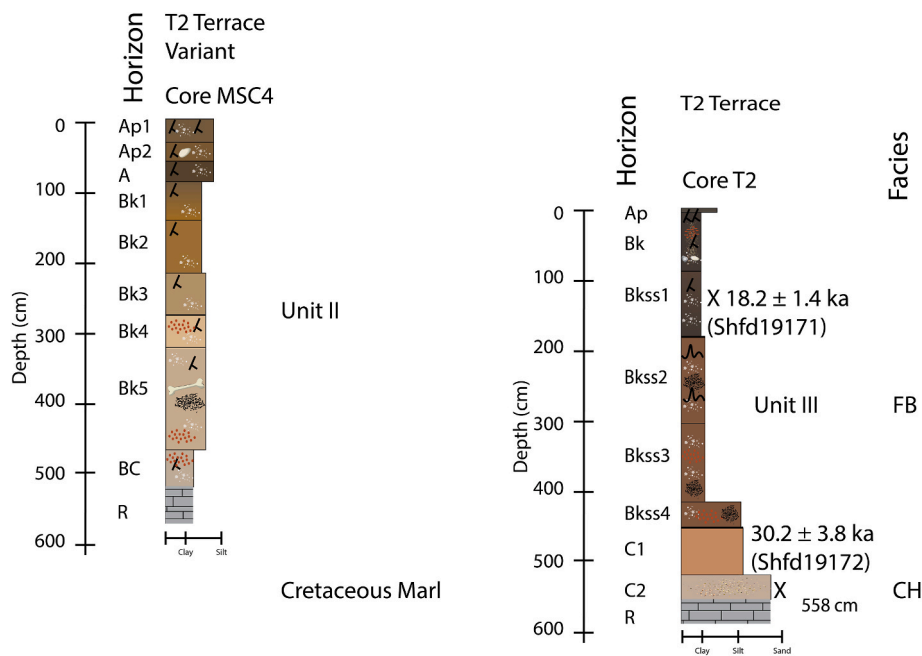 T2 Terrace
Variant
Horizon
Core MSC4
Depth (cm)
0
100
200
300
400
500
600
Ap1
Ap2
A
Bk1
Bk2
Bk3
Bk4
Bk5
BC
R
Clay
Silt
Unit II
Cretaceous Marl
T2 Terrace
Horizon
Facies
Core T2
Depth (cm)
0
100
200
300
400
500
600
Ap
Bk
Bkss1
Bkss2
Bkss3
Bkss4
C1
C2
R
X 18.2 ± 1.4 ka
(Shfd19171)
Unit III
FB
30.2 ± 3.8 ka
(Shfd19172)
X
CH
558 cm
Clay
Silt
Sand